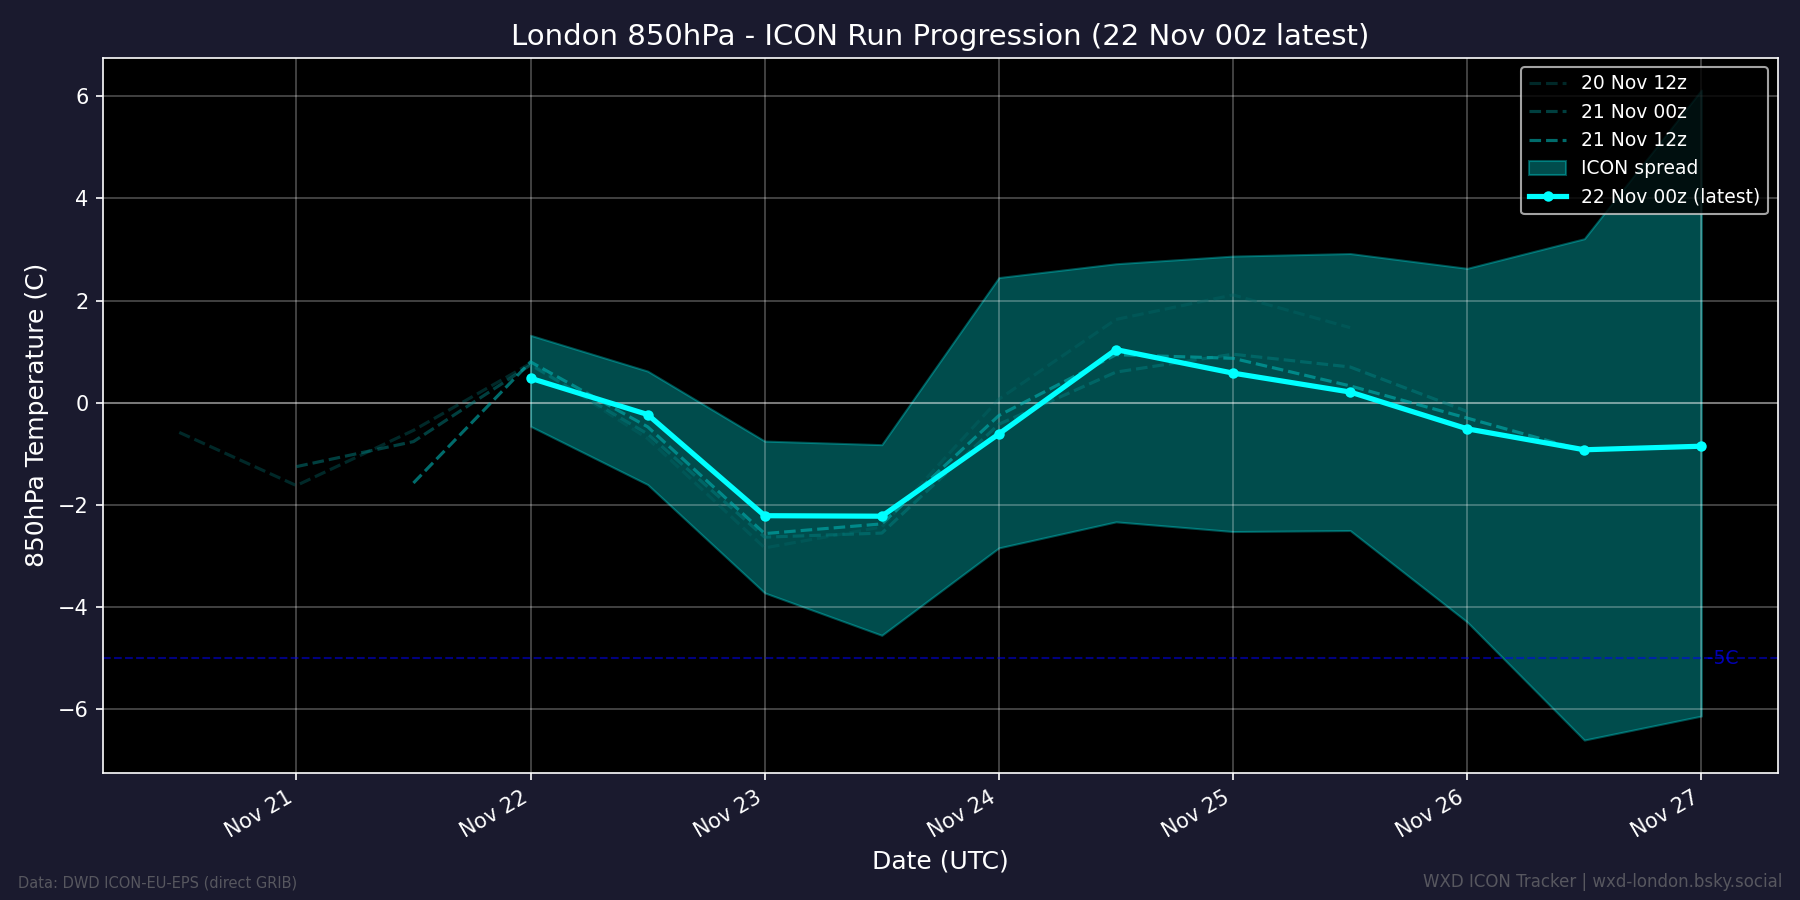 London 850hPa - ICON Run Progression (22 Nov 00z latest)
850hPa Temperature (C)
6
4
2
0
−2
−4
−6
20 Nov 12z
21 Nov 00z
21 Nov 12z
ICON spread
22 Nov 00z (latest)
-5C
Nov 21
Nov 22
Nov 23
Nov 24
Nov 25
Nov 26
Nov 27
Date (UTC)
Data: DWD ICON-EU-EPS (direct GRIB)
WXD ICON Tracker | wxd-london.bsky.social